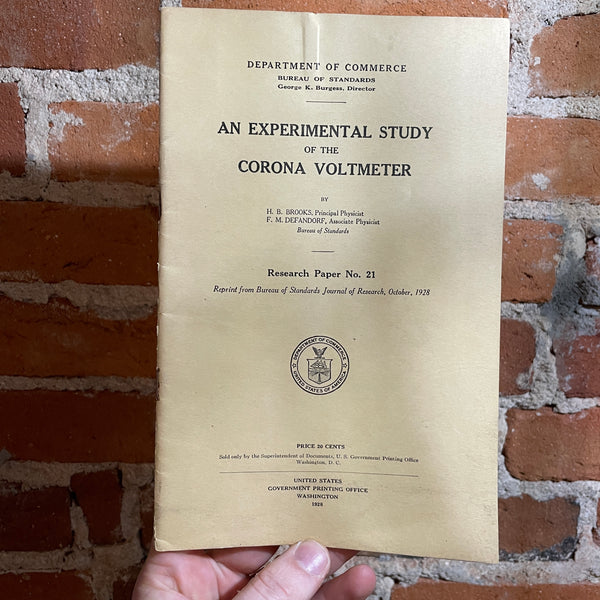 DEPARTMENT OF COMMERCE
BUREAU OF STANDARDS
George K. Burgess, Director
AN EXPERIMENTAL STUDY
OF THE
CORONA VOLTMETER
BY
H. B. BROOKS, Principal Physicist
F. M. DEFANDORF, Associate Physicist
Bureau of Standards
Research Paper No. 21
Reprint from Bureau of Standards Journal of Research, October, 1928
DEPARTMENT OF COMMERCE
UNITED STATES OF AMERICA
PRICE 20 CENTS
Sold only by the Superintendent of Documents, U. S. Government Printing Office
Washington, D. C.
UNITED STATES
GOVERNMENT PRINTING OFFICE
WASHINGTON
1928